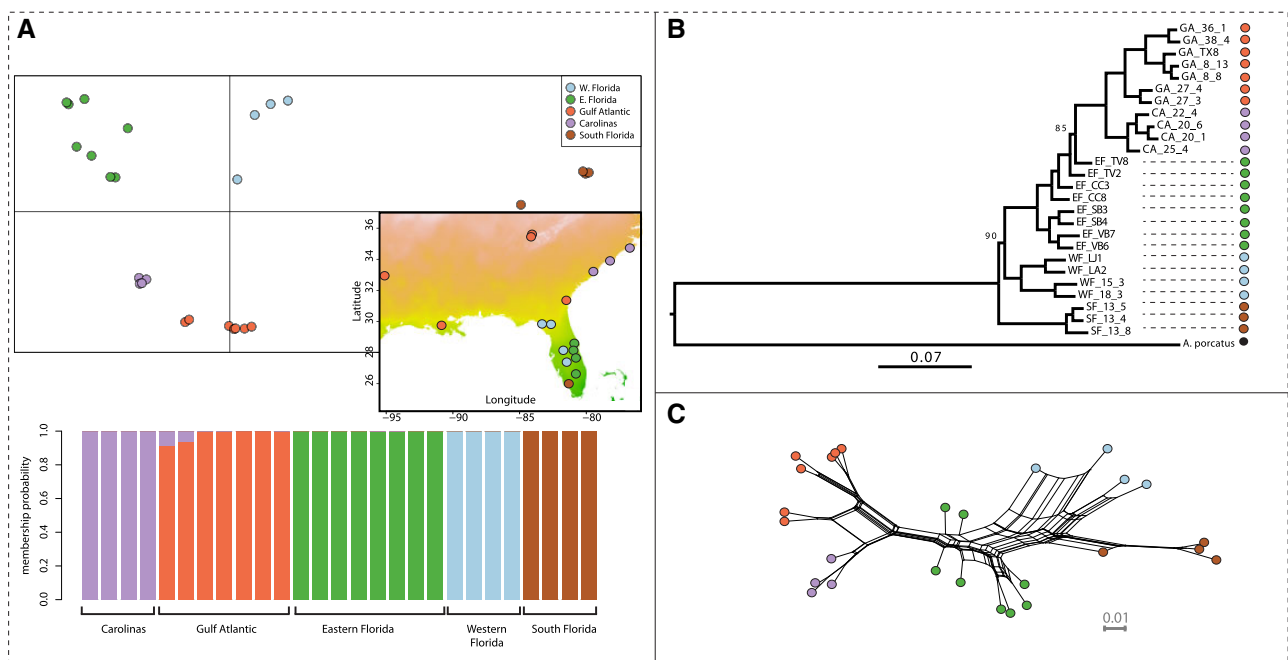 A
W. Florida
E. Florida
Gulf Atlantic
Carolinas
South Florida
Latitude
36
34
32
30
28
26
Longitude
−95
−90
−85
−80
membership probability
1.0
0.8
0.6
0.4
0.2
0.0
Carolinas
Gulf Atlantic
Eastern Florida
Western
Florida
South Florida
B
GA_36_1
GA_38_4
GA_TX8
GA_8_13
GA_8_8
GA_27_4
GA_27_3
CA_22_4
CA_20_6
CA_20_1
CA_25_4
EF_TV8
EF_TV2
EF_CC3
EF_CC8
EF_SB3
EF_SB4
EF_VB7
EF_VB6
WF_LJ1
WF_LA2
WF_15_3
WF_18_3
SF_13_5
SF_13_4
SF_13_8
A. porcatus
85
90
0.07
C
0.01